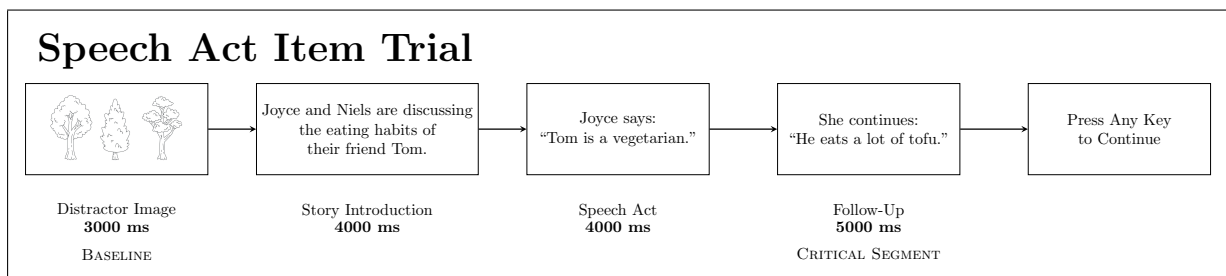 Speech Act Item Trial
Joyce and Niels are discussing
the eating habits of
their friend Tom.
Joyce says:
“Tom is a vegetarian.”
She continues:
“He eats a lot of tofu.”
Press Any Key
to Continue
Distractor Image
3000 ms
Baseline
Story Introduction
4000 ms
Speech Act
4000 ms
Follow-Up
5000 ms
Critical Segment